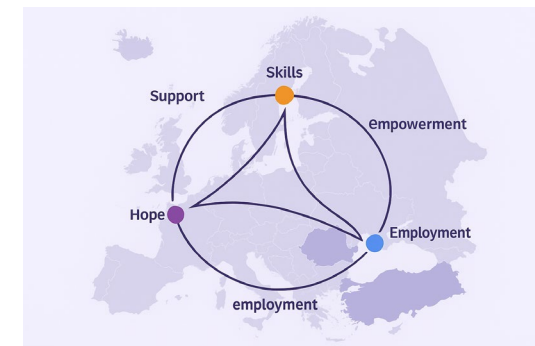 Skills
Support
empowerment
Hope
Employment
employment